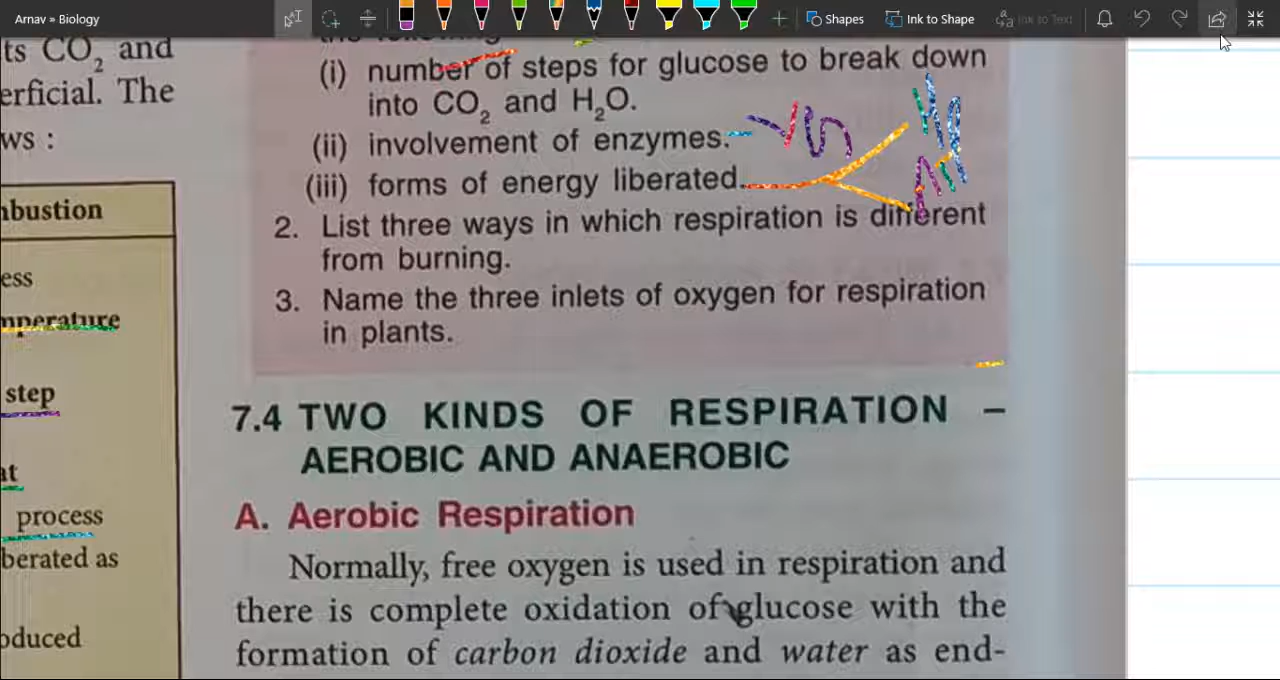 Arnav » Biology
Shapes
Ink to Shape
Ink to Text
ts CO₂ and
erficial. The
ws :
bustion
ess
mperature
step
at
process
berated as
oduced
the following
(i) number of steps for glucose to break down
into CO₂ and H₂O.
(ii) involvement of enzymes.
(iii) forms of energy liberated.
2. List three ways in which respiration is different
from burning.
3. Name the three inlets of oxygen for respiration
in plants.
7.4 TWO KINDS OF RESPIRATION –
AEROBIC AND ANAEROBIC
A. Aerobic Respiration
Normally, free oxygen is used in respiration and
there is complete oxidation of glucose with the
formation of carbon dioxide and water as end-